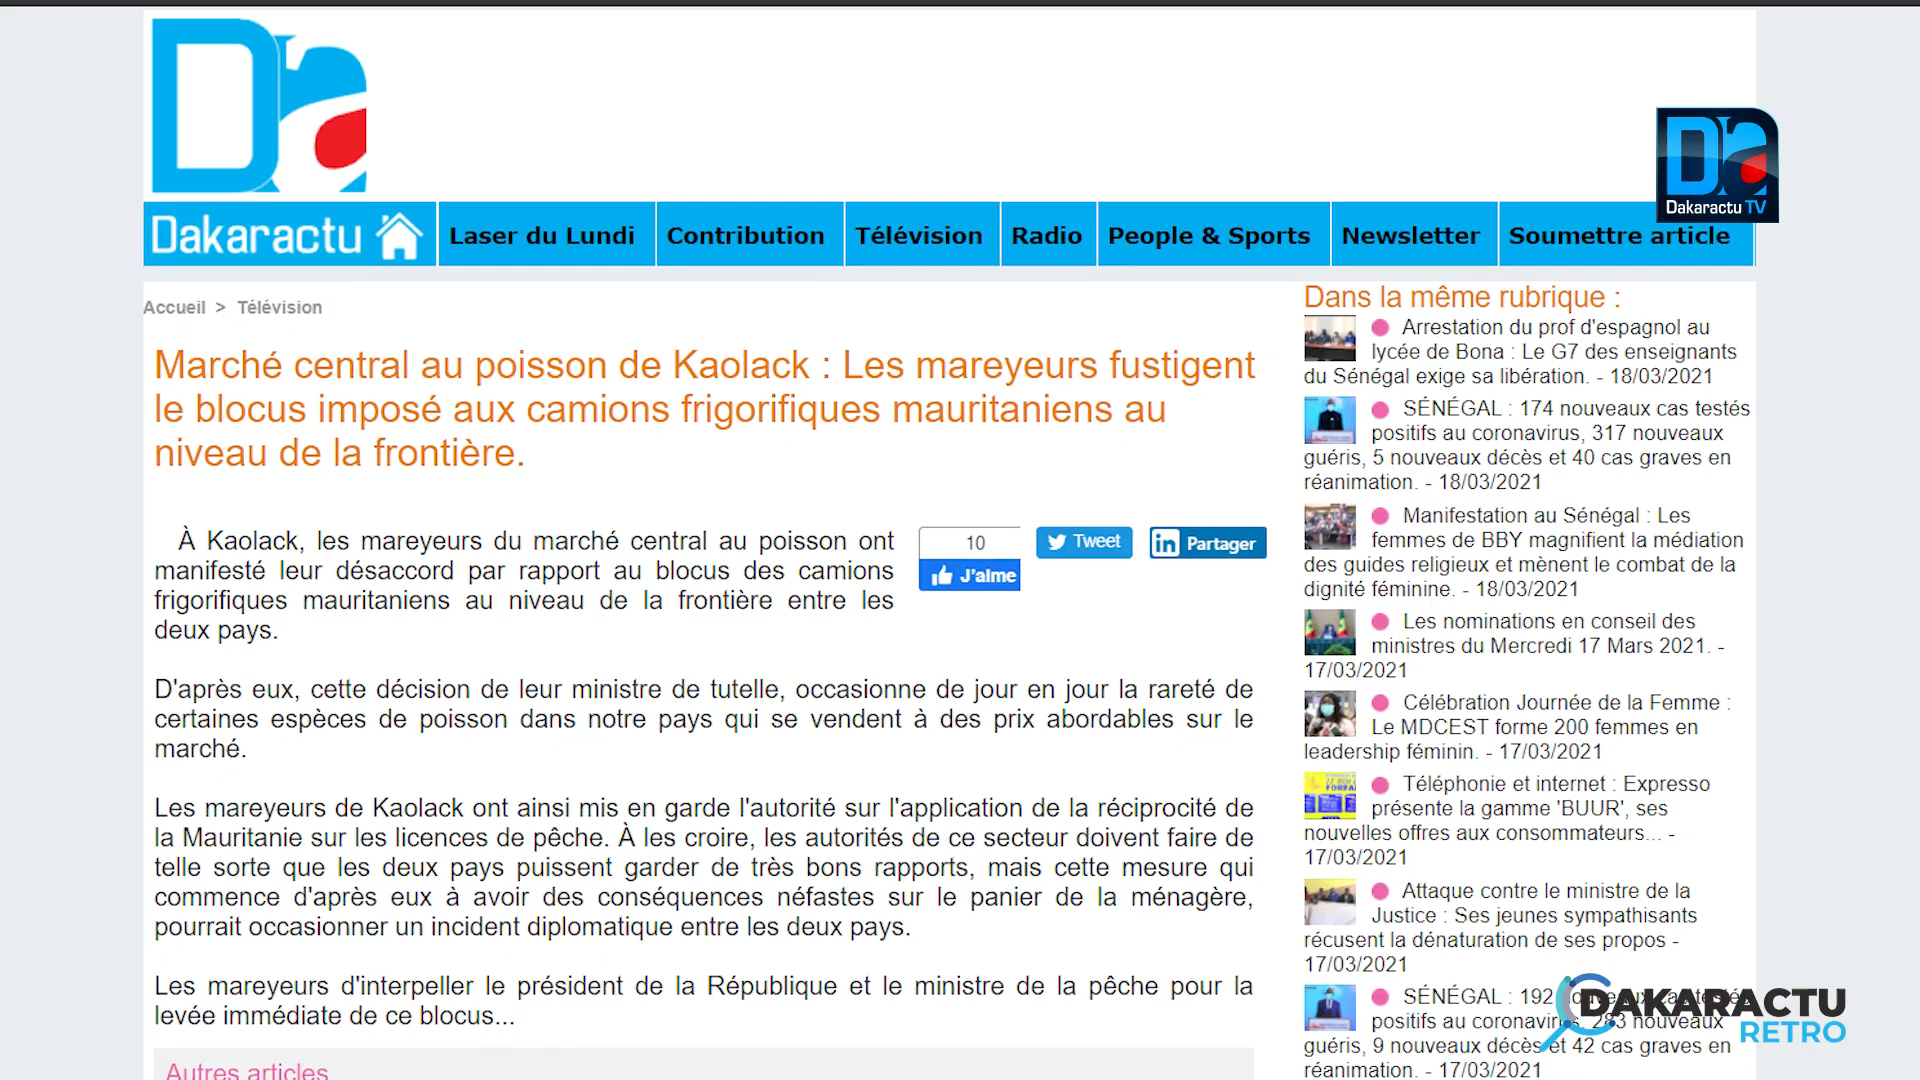 Da
Dakaractu TV
Dakaractu
Laser du Lundi
Contribution
Télévision
Radio
People & Sports
Newsletter
Soumettre article
Accueil > Télévision
Marché central au poisson de Kaolack : Les mareyeurs fustigent
le blocus imposé aux camions frigorifiques mauritaniens au
niveau de la frontière.
À Kaolack, les mareyeurs du marché central au poisson ont
manifesté leur désaccord par rapport au blocus des camions
frigorifiques mauritaniens au niveau de la frontière entre les
deux pays.
10
J'aime
Tweet
in Partager
D'après eux, cette décision de leur ministre de tutelle, occasionne de jour en jour la rareté de
certaines espèces de poisson dans notre pays qui se vendent à des prix abordables sur le
marché.
Les mareyeurs de Kaolack ont ainsi mis en garde l'autorité sur l'application de la réciprocité de
la Mauritanie sur les licences de pêche. À les croire, les autorités de ce secteur doivent faire de
telle sorte que les deux pays puissent garder de très bons rapports, mais cette mesure qui
commence d'après eux à avoir des conséquences néfastes sur le panier de la ménagère,
pourrait occasionner un incident diplomatique entre les deux pays.
Les mareyeurs d'interpeller le président de la République et le ministre de la pêche pour la
levée immédiate de ce blocus...
Autres articles
Dans la même rubrique :
Arrestation du prof d'espagnol au
lycée de Bona : Le G7 des enseignants
du Sénégal exige sa libération. - 18/03/2021
SÉNÉGAL : 174 nouveaux cas testés
positifs au coronavirus, 317 nouveaux
guéris, 5 nouveaux décès et 40 cas graves en
réanimation. - 18/03/2021
Manifestation au Sénégal : Les
femmes de BBY magnifient la médiation
des guides religieux et mènent le combat de la
dignité féminine. - 18/03/2021
Les nominations en conseil des
ministres du Mercredi 17 Mars 2021. -
17/03/2021
Célébration Journée de la Femme :
Le MDCEST forme 200 femmes en
leadership féminin. - 17/03/2021
Téléphonie et internet : Expresso
présente la gamme 'BUUR', ses
nouvelles offres aux consommateurs... -
17/03/2021
Attaque contre le ministre de la
Justice : Ses jeunes sympathisants
récusent la dénaturation de ses propos -
17/03/2021
SÉNÉGAL : 192 nouveaux cas testés
positifs au coronavirus, 283 nouveaux
guéris, 9 nouveaux décès et 42 cas graves en
réanimation. - 17/03/2021
DAKARACTU
RETRO